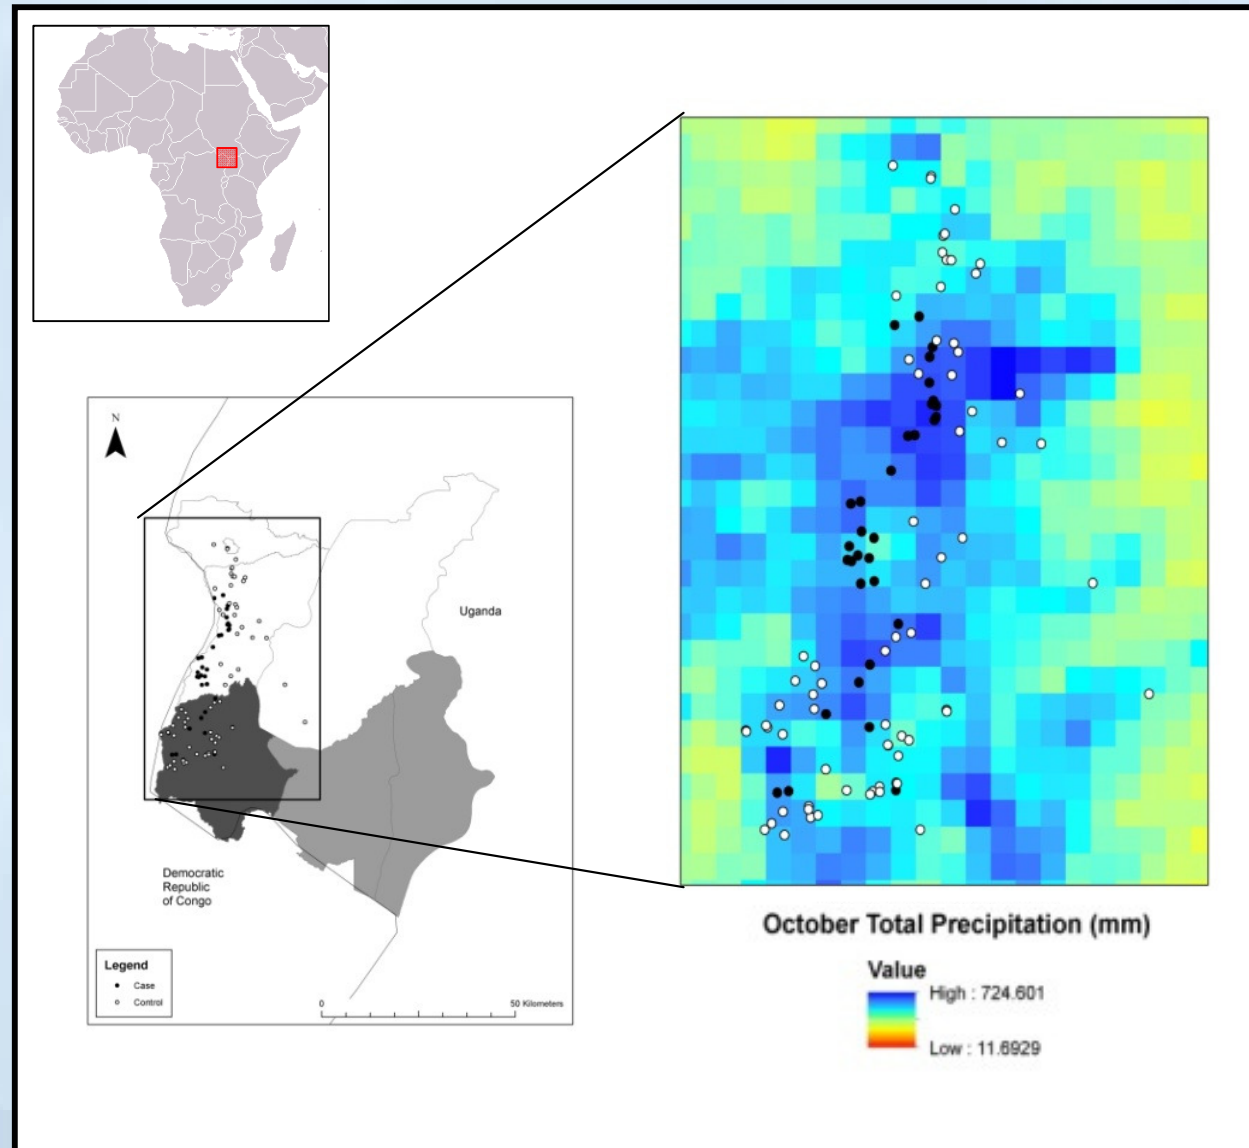 N
Uganda
Democratic
Republic
of Congo
Legend
Case
Control
0
50 Kilometers
October Total Precipitation (mm)
Value
High : 724.601
Low : 11.6929